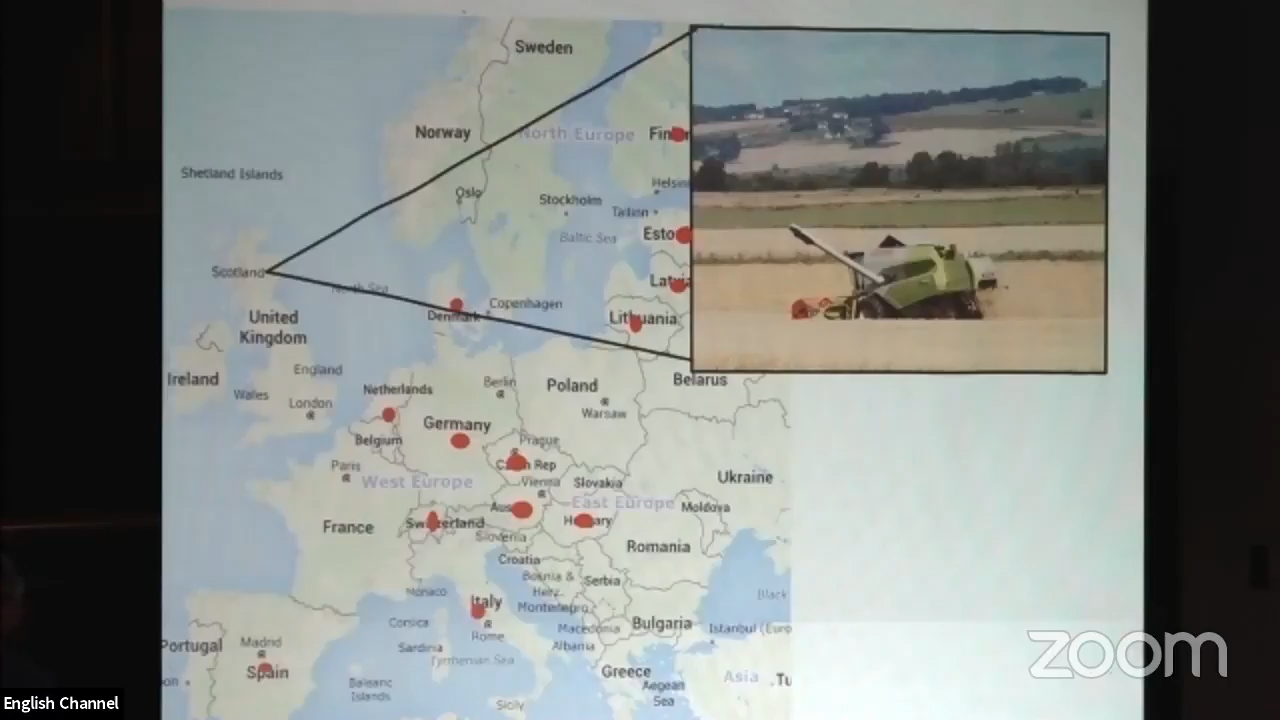 Sweden
Norway
North Europe
Fin
Shetland Islands
Oslo
Stockholm
Helsin
Tallinn
Baltic Sea
Esto
Scotland
Latvia
North Sea
Copenhagen
Denmark
Lithuania
United
Kingdom
Ireland
England
Netherlands
Berlin
Poland
Belarus
Wales
London
Warsaw
Germany
Belgium
Prague
Paris
Rep
West Europe
Vienna
Slovakia
Ukraine
Aus
East Europe
Moldova
France
Switzerland
Hungary
Slovenia
Romania
Croatia
Bosnia &
Herz.
Serbia
Monaco
Italy
Montenegro
Black
Corsica
Rome
Macedonia
Bulgaria
Istanbul (Euro
Portugal
Madrid
Sardinia
Tyrrhenian Sea
Albania
Spain
Greece
Asia
Tu
Balearic
Islands
Aegean
Sea
Sicily
zoom
English Channel